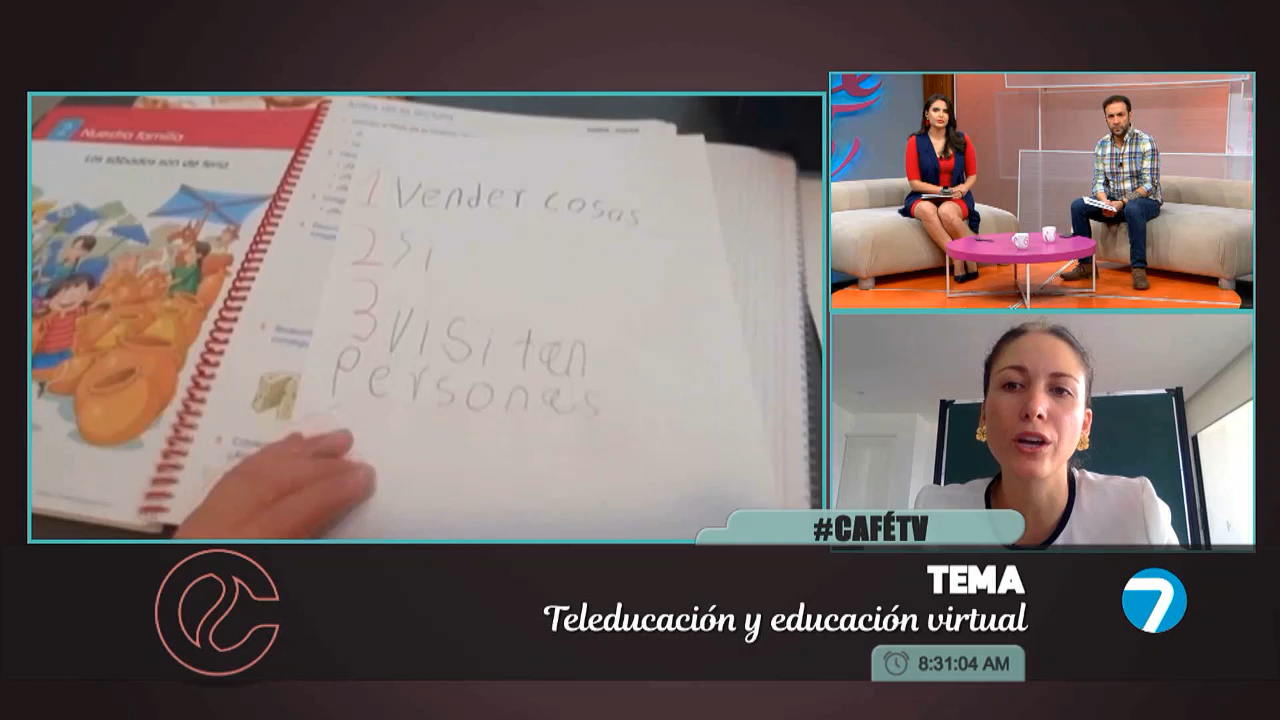 Nuestra familia
Los sábados son de feria
1 Vender cosas
2 Si
3 Visitan
Personas
#CAFÉTV
TEMA
Teleducación y educación virtual
7
8:31:04 AM